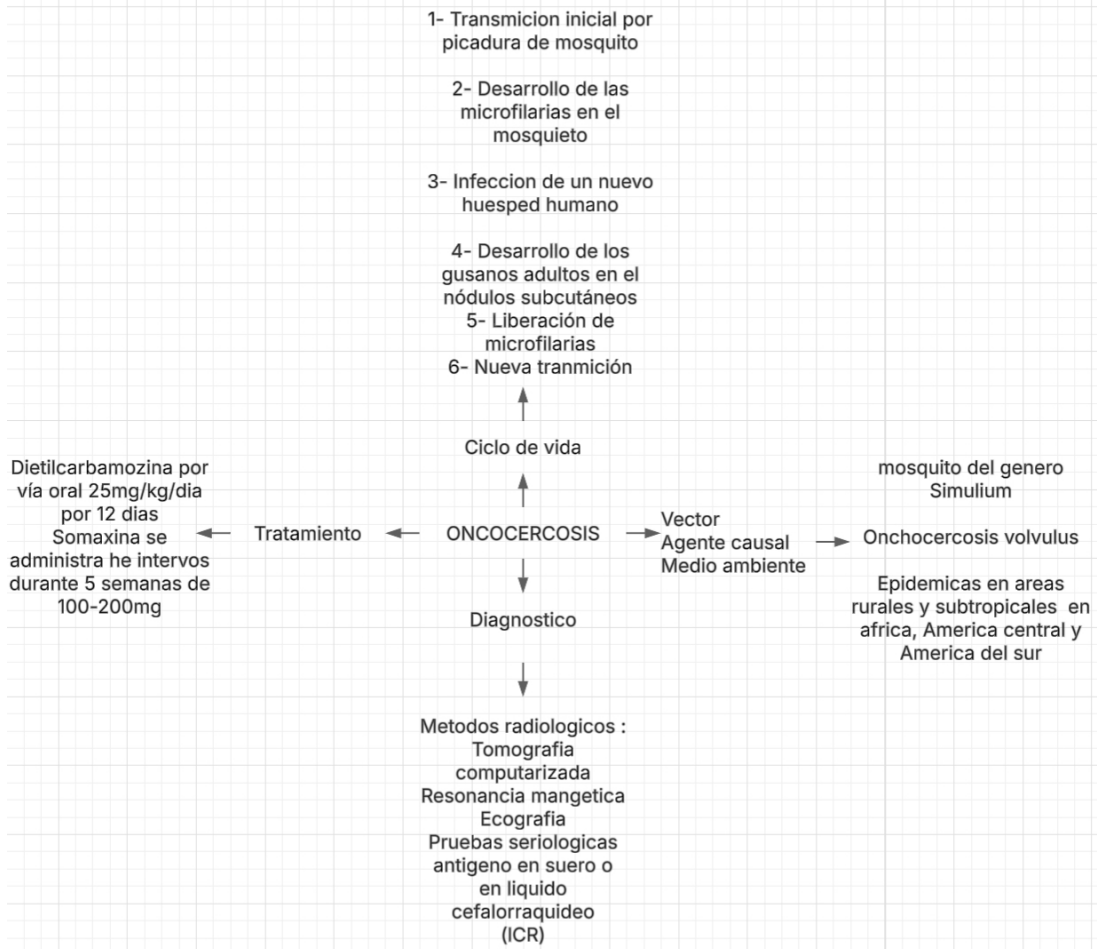 1- Transmicion inicial por
picadura de mosquito
2- Desarrollo de las
microfilarias en el
mosquieto
3- Infeccion de un nuevo
huesped humano
4- Desarrollo de los
gusanos adultos en el
nódulos subcutáneos
5- Liberación de
microfilarias
6- Nueva tranmición
Ciclo de vida
Dietilcarbamozina por
vía oral 25mg/kg/dia
por 12 dias
Somaxina se
administra he intervos
durante 5 semanas de
100-200mg
Tratamiento
ONCOCERCOSIS
Vector
Agente causal
Medio ambiente
mosquito del genero
Simulium
Onchocercosis volvulus
Epidemicas en areas
rurales y subtropicales en
africa, America central y
America del sur
Diagnostico
Metodos radiologicos :
Tomografia
computarizada
Resonancia mangetica
Ecografia
Pruebas seriologicas
antigeno en suero o
en liquido
cefalorraquideo
(ICR)